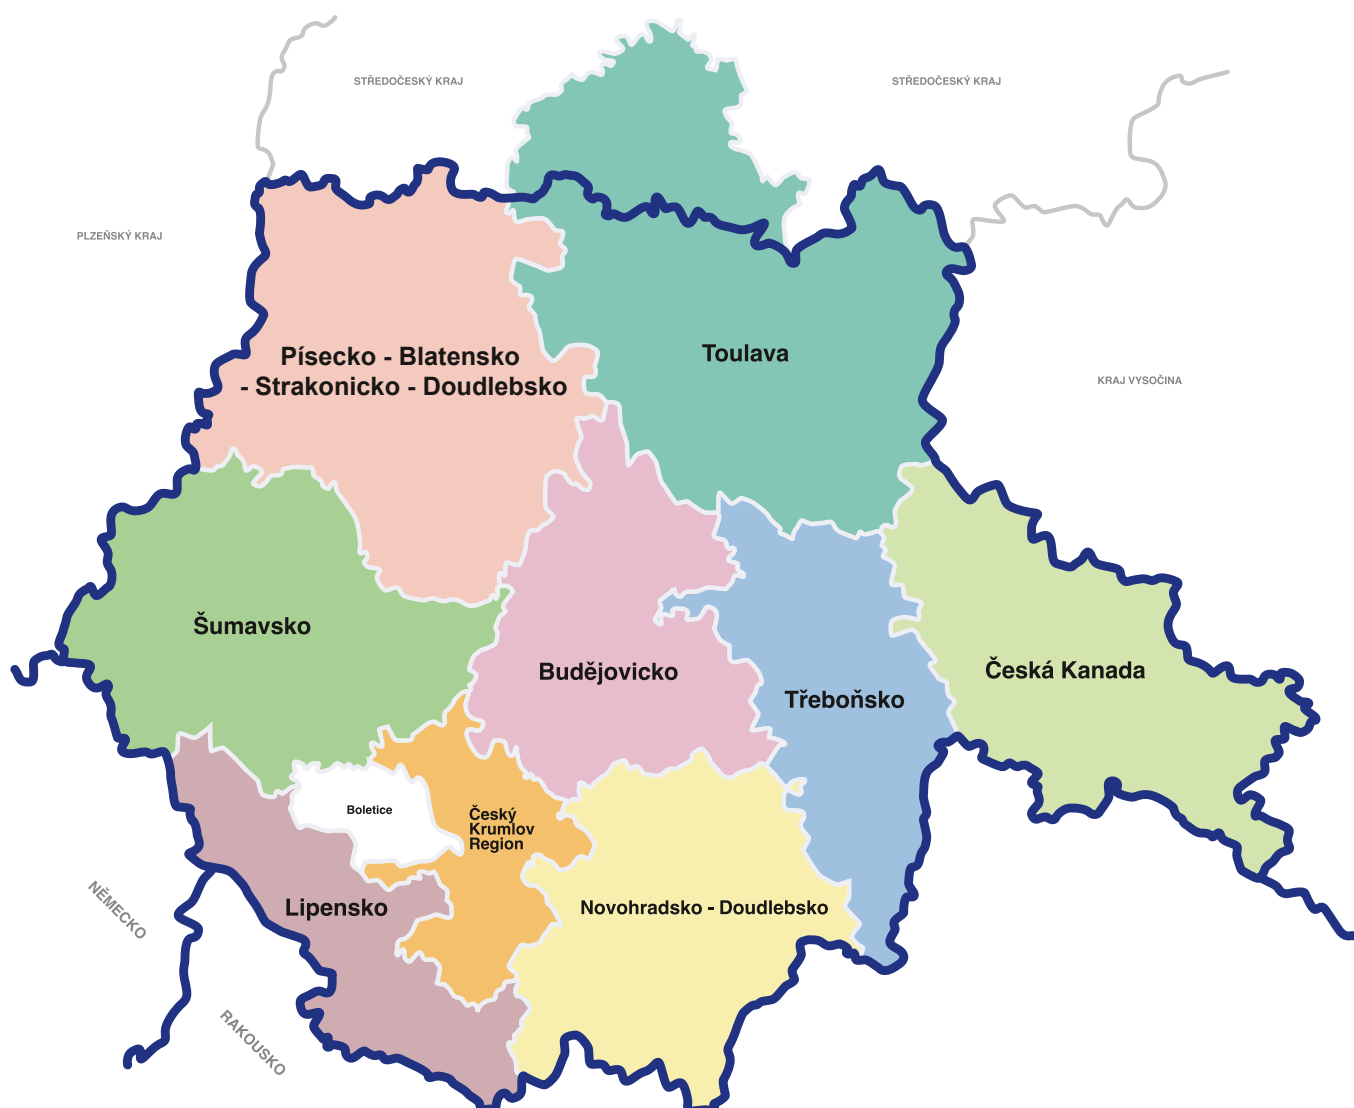 STŘEDOČESKÝ KRAJ
STŘEDOČESKÝ KRAJ
PLZEŇSKÝ KRAJ
Písecko - Blatensko
- Strakonicko - Doudlebsko
Toulava
KRAJ VYSOČINA
Šumavsko
Budějovicko
Třeboňsko
Česká Kanada
Boletice
Český
Krumlov
Region
Lipensko
Novohradsko - Doudlebsko
NĚMECKO
RAKOUSKO